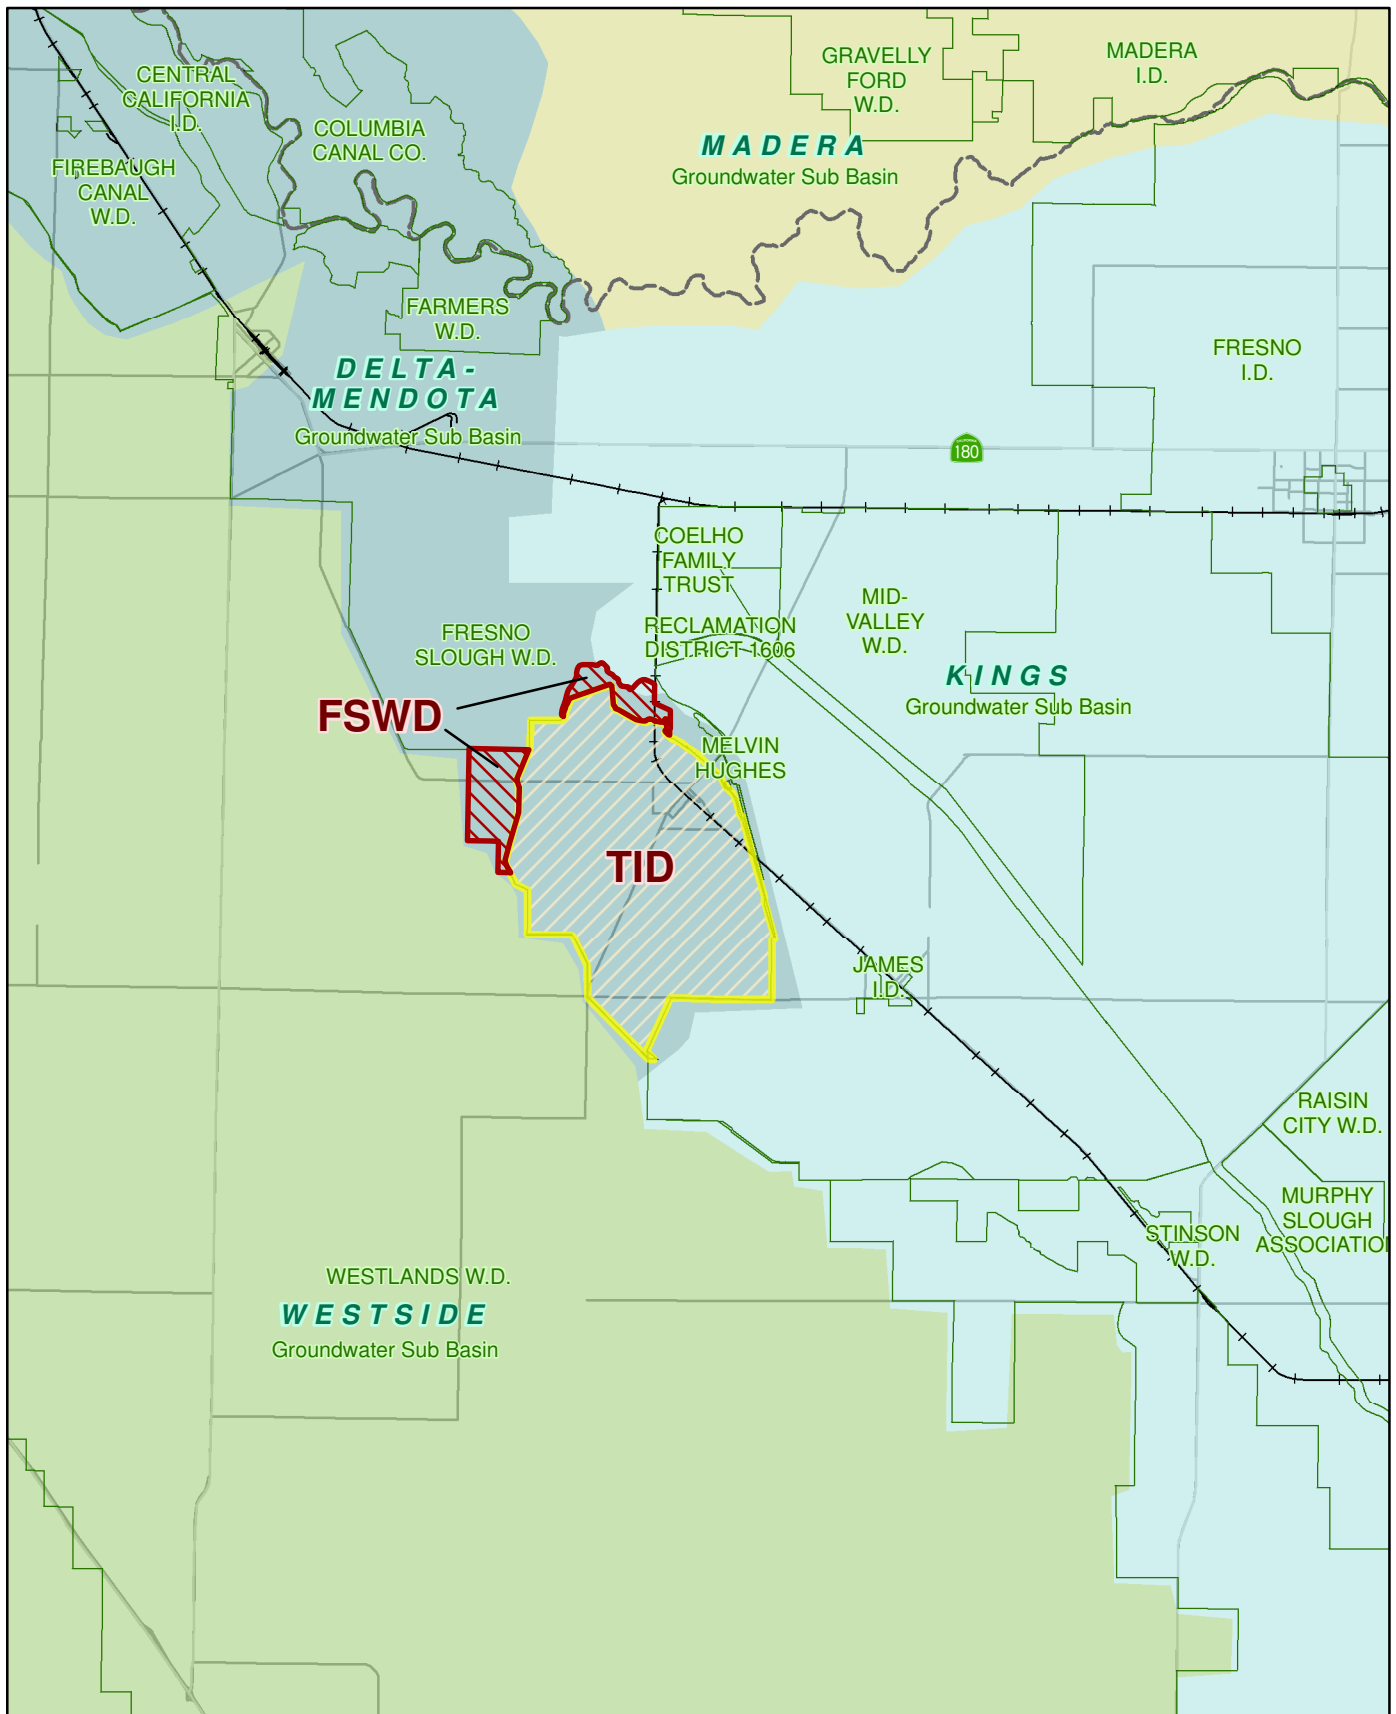 CENTRAL
CALIFORNIA
I.D.
COLUMBIA
CANAL CO.
FIREBAUGH
CANAL
W.D.
GRAVELLY
FORD
W.D.
MADERA
I.D.
MADERA
Groundwater Sub Basin
FARMERS
W.D.
DELTA-
MENDOTA
Groundwater Sub Basin
FRESNO
I.D.
CALIFORNIA
180
COELHO
FAMILY
TRUST
MID-
VALLEY
W.D.
RECLAMATION
DISTRICT 1606
FRESNO
SLOUGH W.D.
KINGS
Groundwater Sub Basin
FSWD
MELVIN
HUGHES
TID
JAMES
I.D.
RAISIN
CITY W.D.
MURPHY
SLOUGH
ASSOCIATION
STINSON
W.D.
WESTLANDS W.D.
WESTSIDE
Groundwater Sub Basin